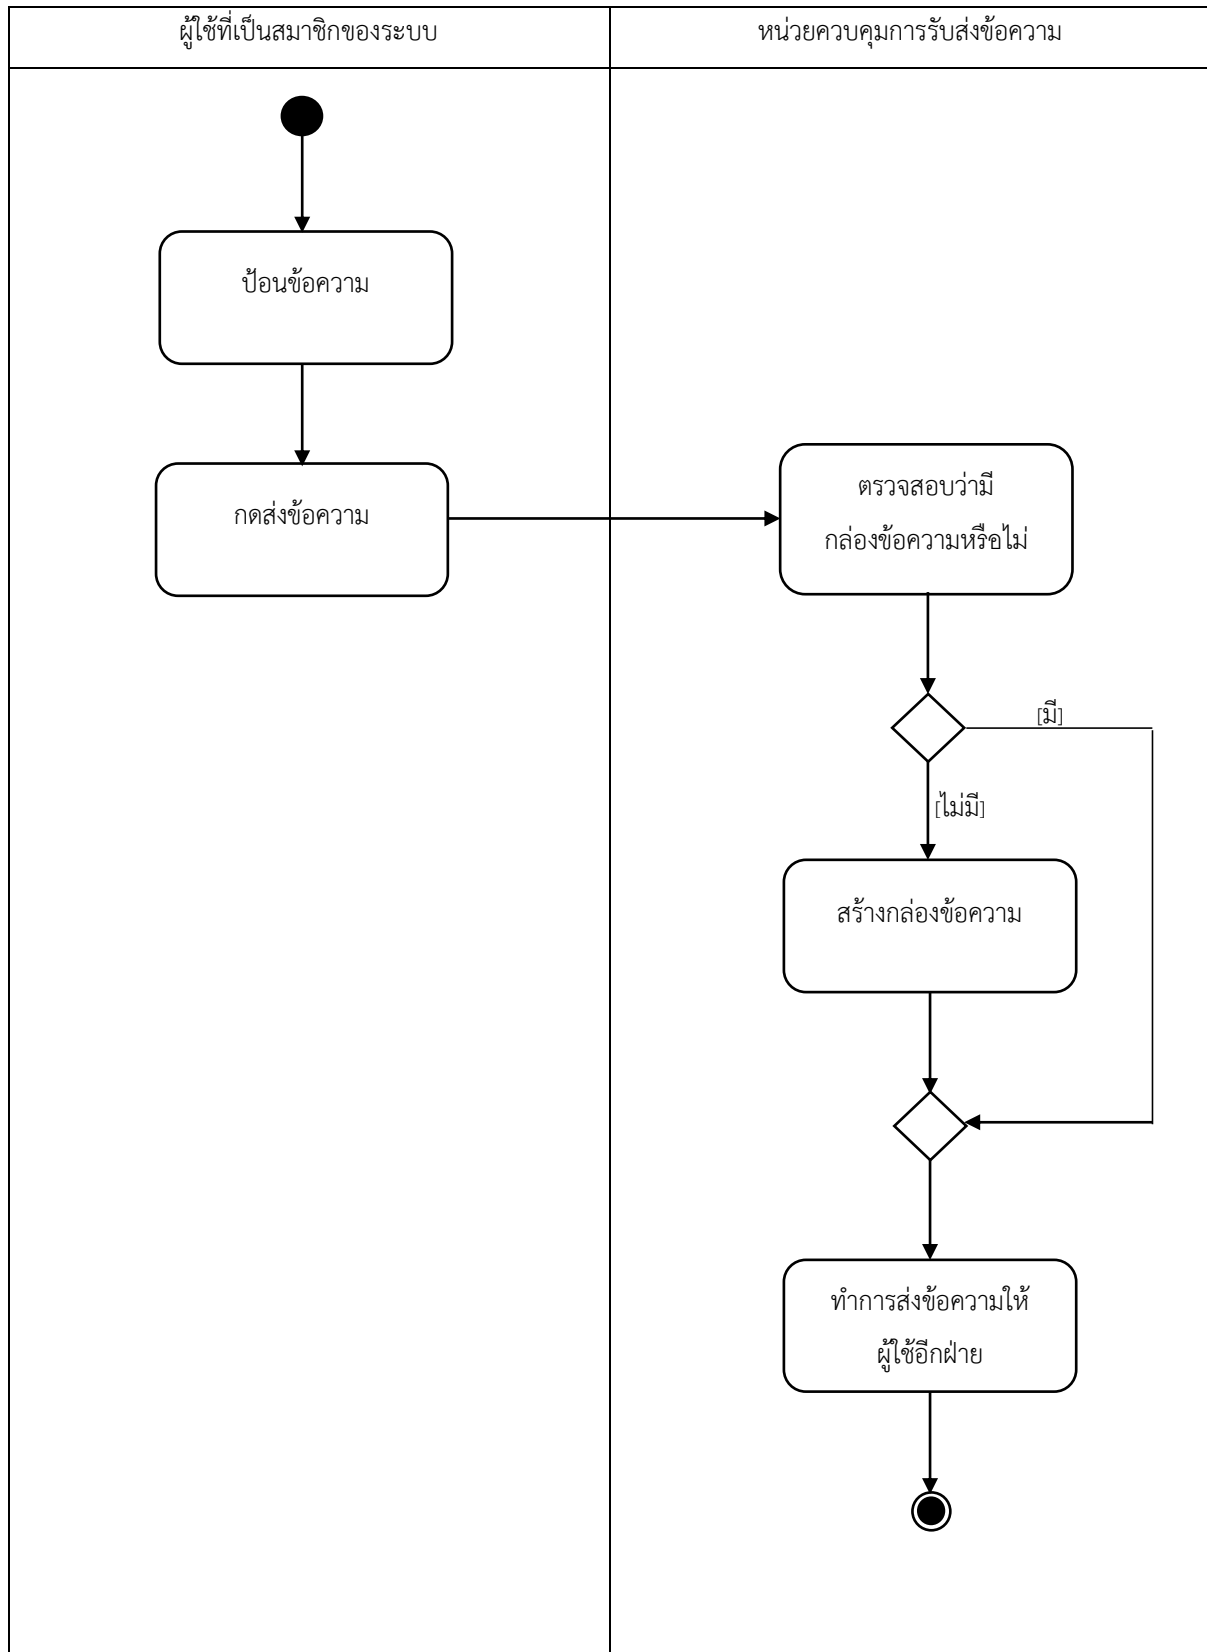 ผู้ใช้ที่เป็นสมาชิกของระบบ
หน่วยควบคุมการรับส่งข้อความ
ป้อนข้อความ
กดส่งข้อความ
ตรวจสอบว่ามี
กล่องข้อความหรือไม่
[มี]
[ไม่มี]
สร้างกล่องข้อความ
ทำการส่งข้อความให้
ผู้ใช้อีกฝ่าย